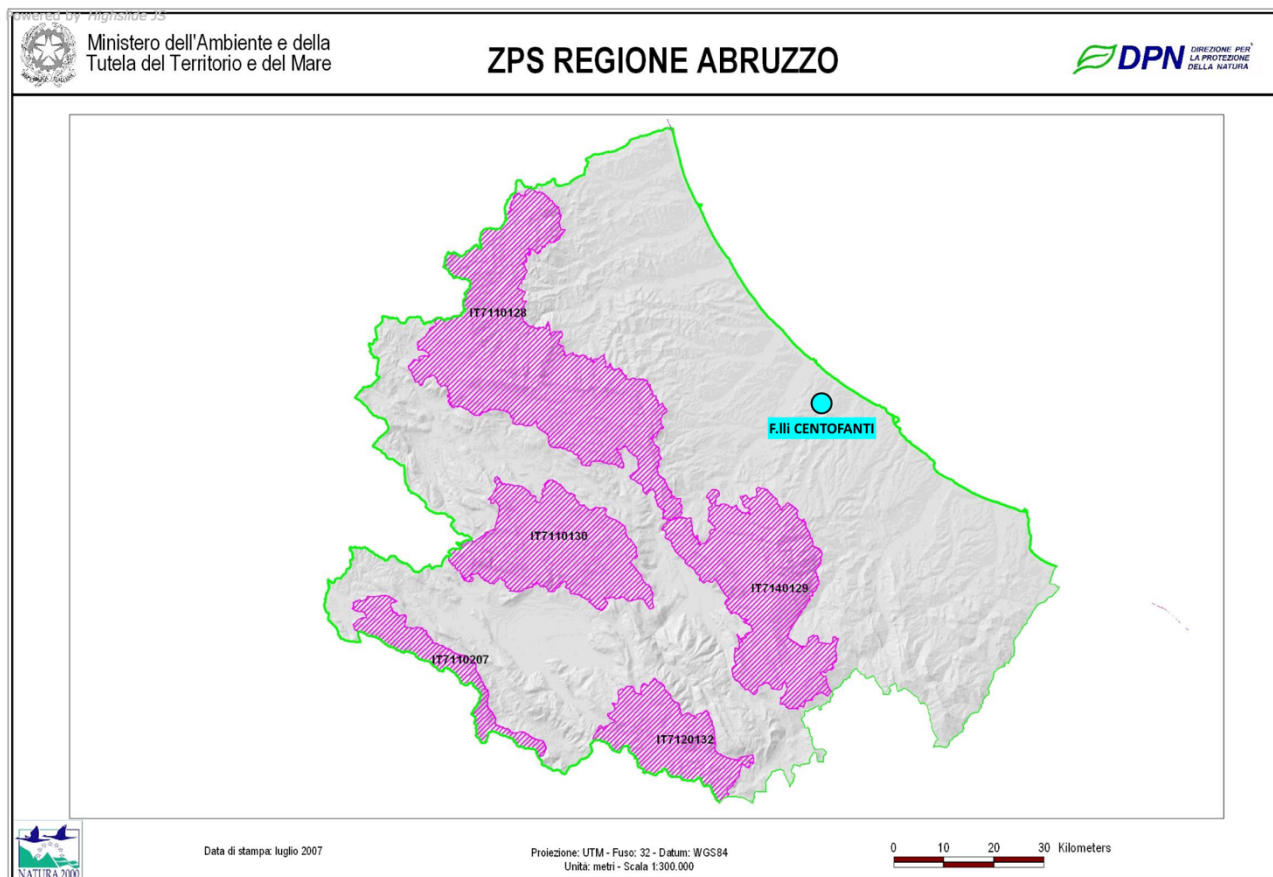 Powered by Highslide JS
Ministero dell'Ambiente e della
Tutela del Territorio e del Mare
ZPS REGIONE ABRUZZO
DPN
DIREZIONE PER
LA PROTEZIONE
DELLA NATURA
IT7110128
F.lli CENTOFANTI
IT7110130
IT7140129
IT7110207
IT7120132
NATURA 2000
Data di stampa: luglio 2007
Proiezione: UTM - Fuso: 32 - Datum: WGS84
Unità: metri - Scala 1:300.000
0 10 20 30 Kilometers